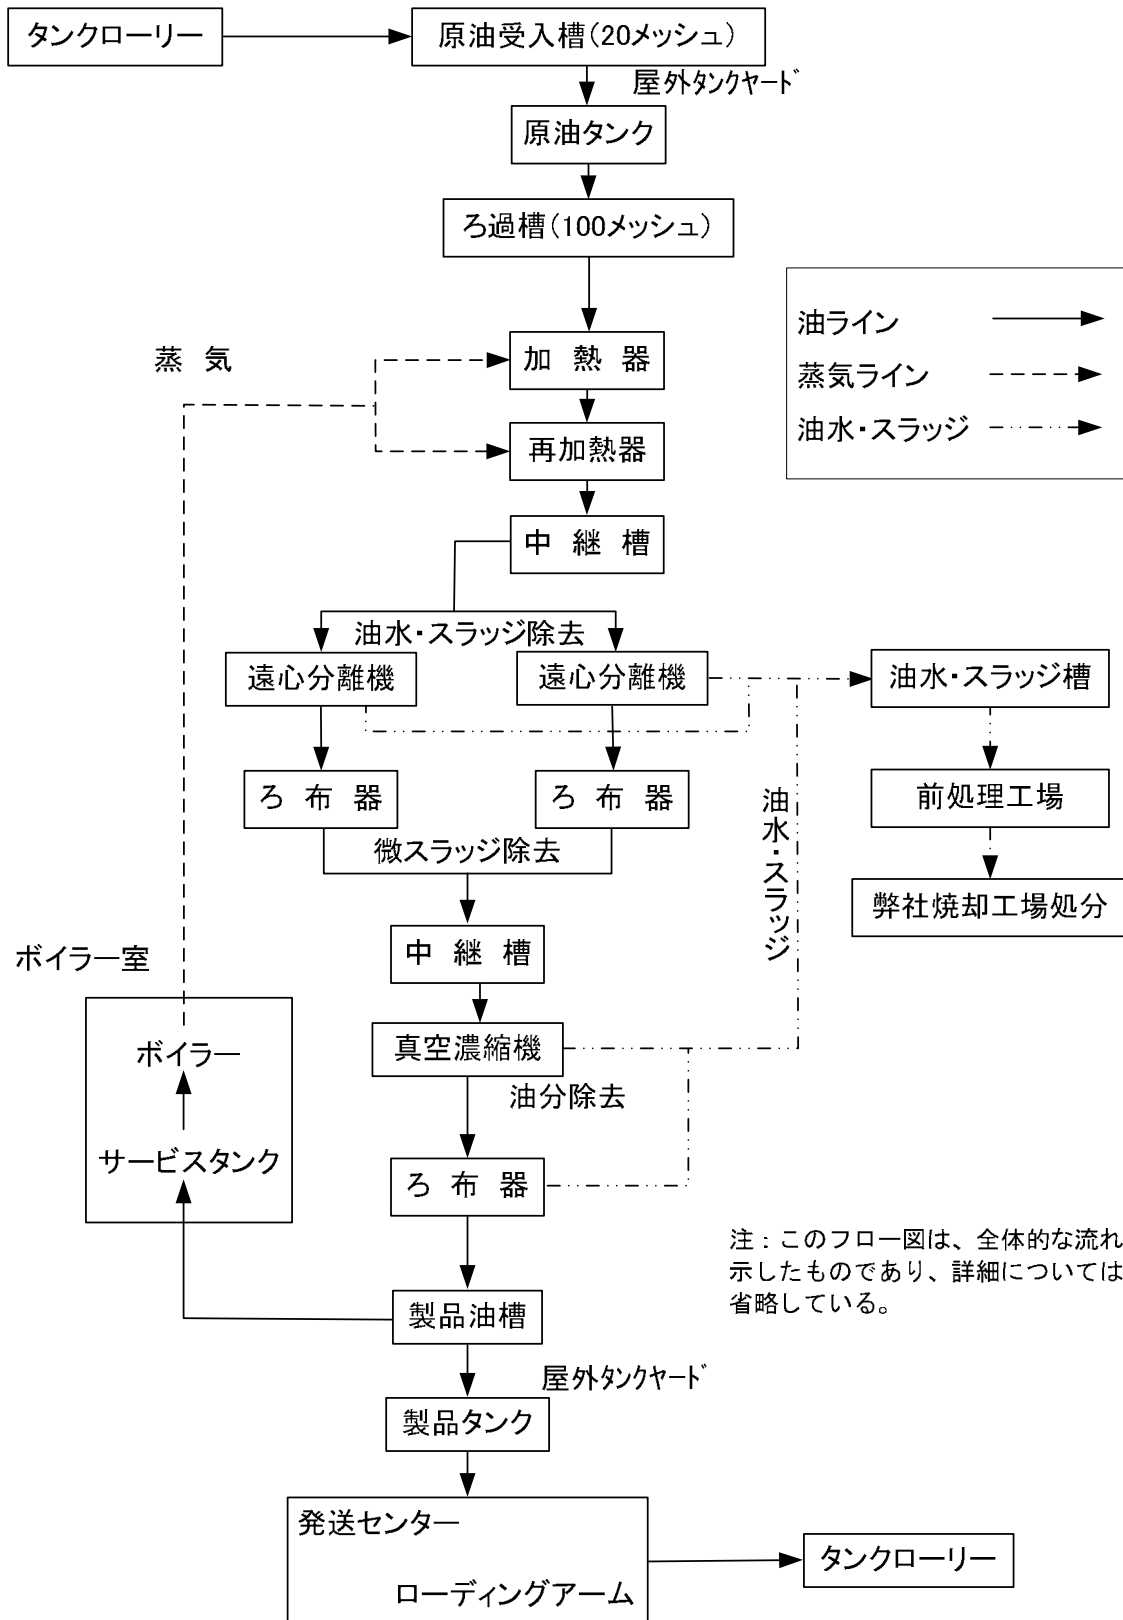 タンクローリー
原油受入槽(20メッシュ)
屋外ﾀﾝｸﾔｰﾄﾞ
原油タンク
ろ過槽(100メッシュ)
油ライン
蒸気ライン
油水・スラッジ
蒸 気
加 熱 器
再加熱器
中 継 槽
油水・スラッジ除去
遠心分離機
遠心分離機
油水・スラッジ槽
ろ 布 器
ろ 布 器
油水・スラッジ
前処理工場
微スラッジ除去
弊社焼却工場処分
中 継 槽
ボイラー室
真空濃縮機
ボイラー
油分除去
サービスタンク
ろ 布 器
注：このフロー図は、全体的な流れ
示したものであり、詳細については
省略している。
製品油槽
屋外ﾀﾝｸﾔｰﾄﾞ
製品タンク
発送センター
ローディングアーム
タンクローリー